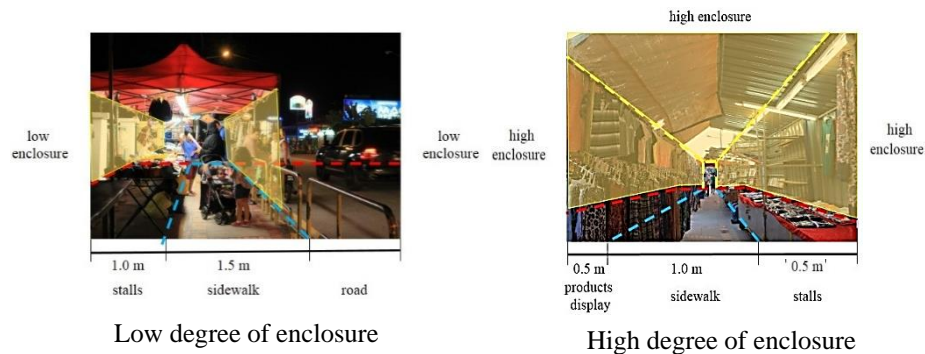 high enclosure
low
enclosure
low
enclosure
high
enclosure
high
enclosure
1.0 m
1.5 m
stalls
sidewalk
road
0.5 m
1.0 m
0.5 m
products
display
sidewalk
stalls
Low degree of enclosure
High degree of enclosure